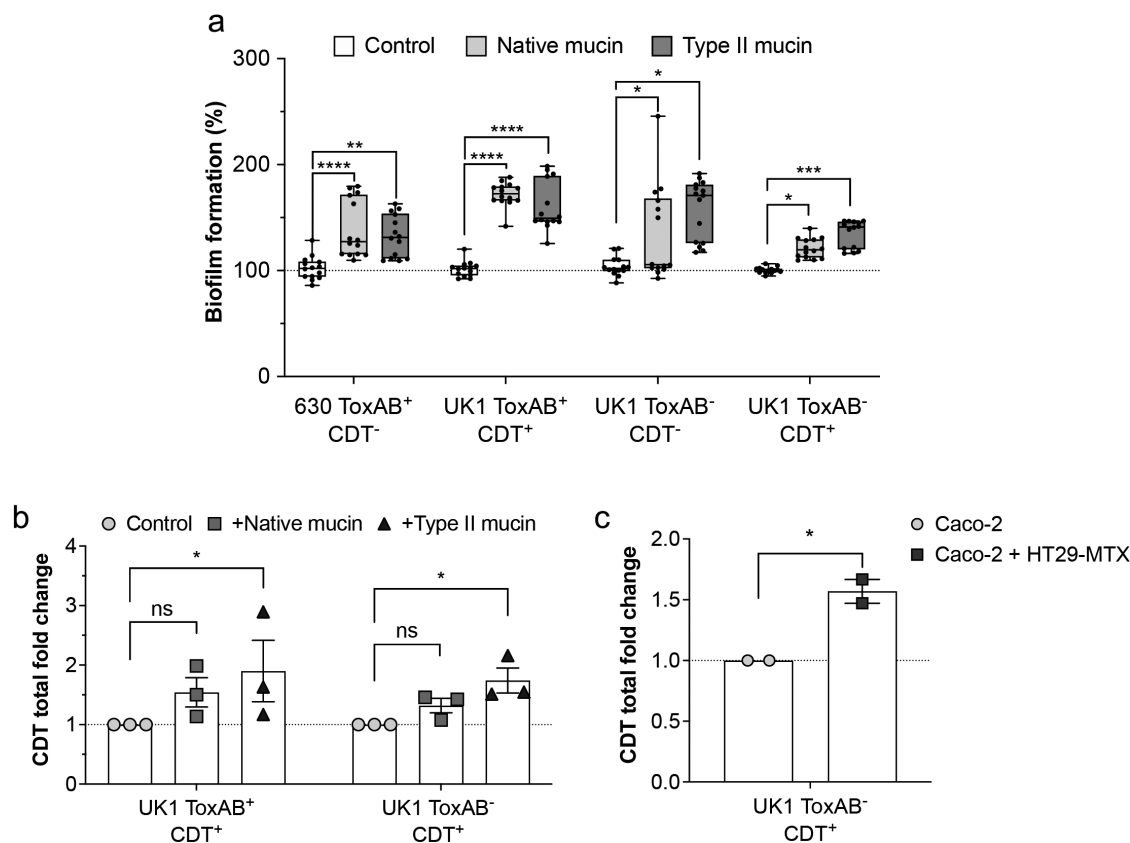 a
Control Native mucin Type II mucin
Biofilm formation (%)
300
200
100
0
**** ** **** **** * * * ***
630 ToxAB+ UK1 ToxAB+ UK1 ToxAB- UK1 ToxAB-
CDT- CDT+ CDT- CDT+
b
Control +Native mucin +Type II mucin
CDT total fold change
4
3
2
1
0
ns * ns *
UK1 ToxAB+ UK1 ToxAB-
CDT+ CDT+
c
Caco-2
Caco-2 + HT29-MTX
CDT total fold change
2.0
1.5
1.0
0.5
0.0
*
UK1 ToxAB-
CDT+